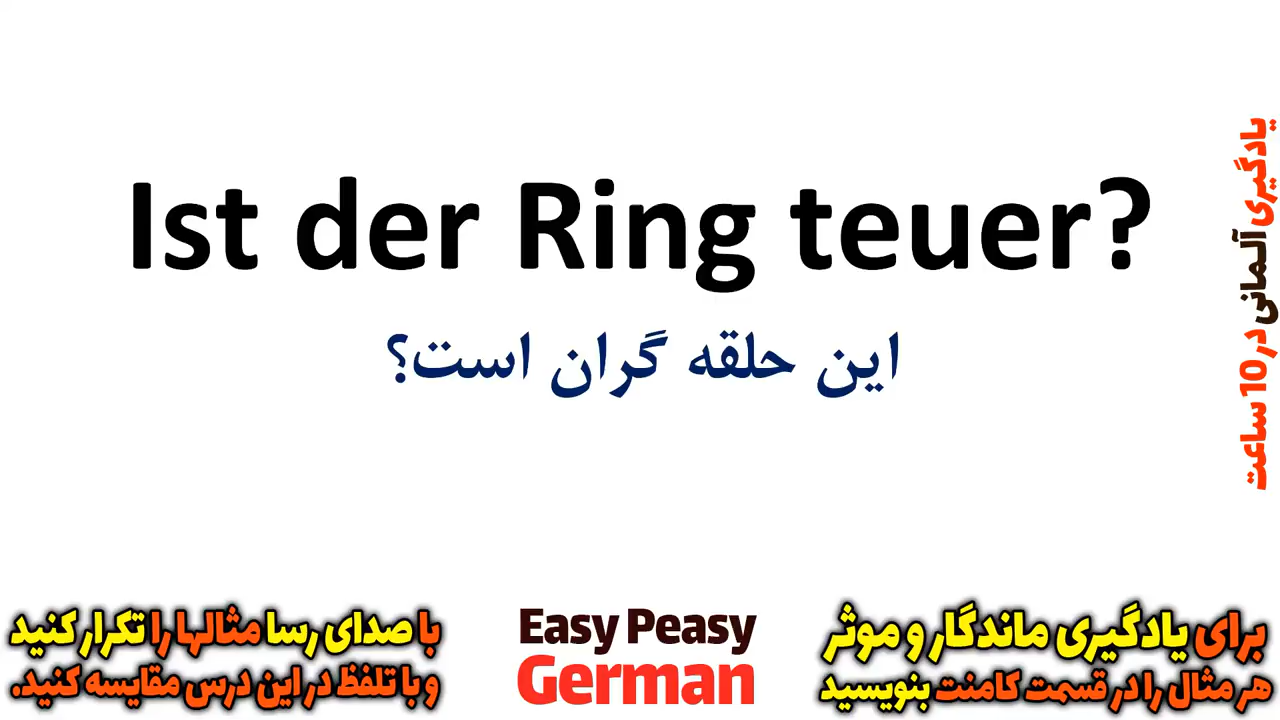 Ist der Ring teuer?
این حلقه گران است؟
یادگیری آلمانی در 10 ساعت
برای یادگیری ماندگار و موثر
هر مثال را در قسمت کامنت بنویسید
Easy Peasy
German
با صدای رسا مثالها را تکرار کنید
و با تلفظ در این درس مقایسه کنید.